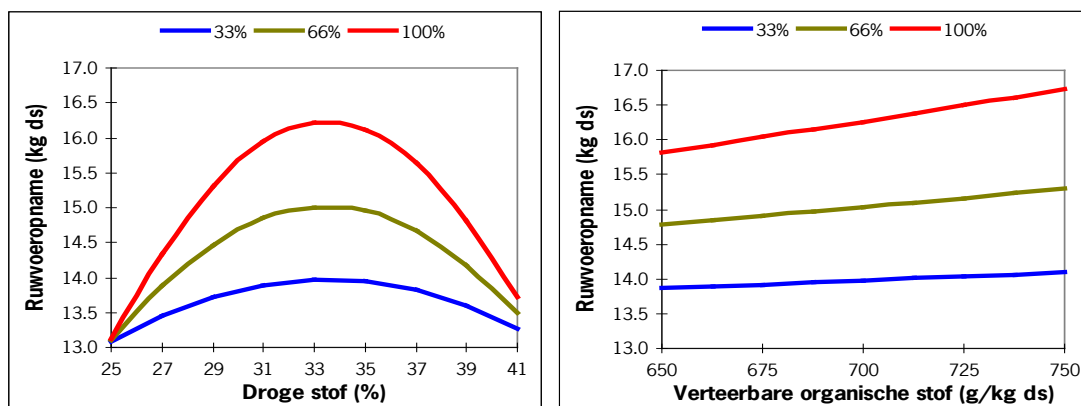 33% 66% 100%
Ruwvoeropname (kg ds)
17.0
16.5
16.0
15.5
15.0
14.5
14.0
13.5
13.0
25 27 29 31 33 35 37 39 41
Droge stof (%)
33% 66% 100%
Ruwvoeropname (kg ds)
17.0
16.5
16.0
15.5
15.0
14.5
14.0
13.5
13.0
650 675 700 725 750
Verteerbare organische stof (g/kg ds)